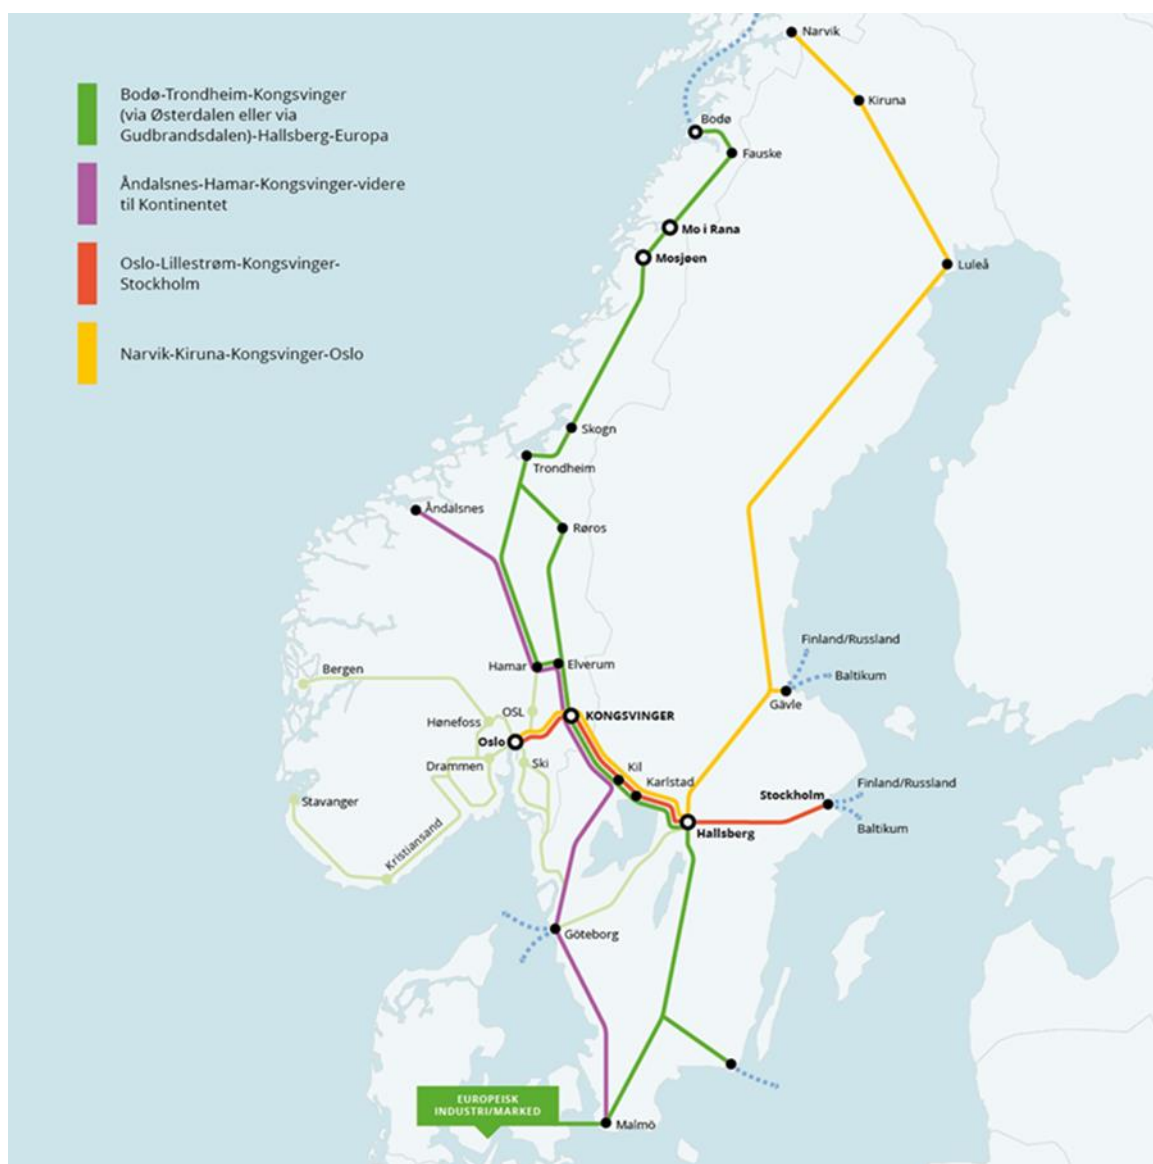 Bodø-Trondheim-Kongsvinger
(via Østerdalen eller via
Gudbrandsdalen)-Hallsberg-Europa
Åndalsnes-Hamar-Kongsvinger-videre
til Kontinentet
Oslo-Lillestrøm-Kongsvinger-
Stockholm
Narvik-Kiruna-Kongsvinger-Oslo
Narvik
Kiruna
Bodø
Fauske
Mo i Rana
Mosjøen
Luleå
Skogn
Trondheim
Åndalsnes
Røros
Finland/Russland
Baltikum
Gävle
Hamar
Elverum
Bergen
OSL
KONGSVINGER
Hønefoss
Oslo
Ski
Drammen
Kil
Karlstad
Stavanger
Kristiansand
Stockholm
Finland/Russland
Baltikum
Hallsberg
Göteborg
EUROPEISK
INDUSTRI/MARKED
Malmö